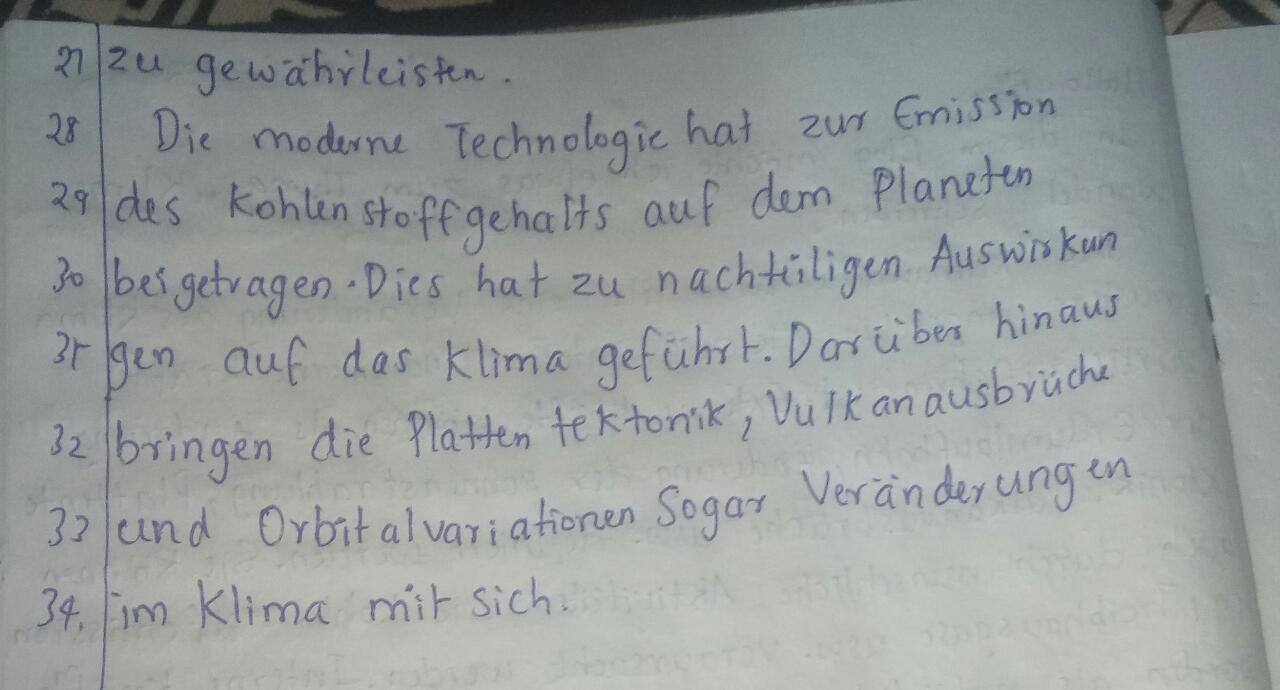 27 zu gewährleisten.
28 Die moderne Technologie hat zur Emission
29 des Kohlenstoffgehalts auf dem Planeten
30 beigetragen. Dies hat zu nachteiligen Auswirkun
31 gen auf das Klima geführt. Darüber hinaus
32 bringen die Plattentektonik, Vulkanausbrüche
33 und Orbitalvariationen Sogar Veränderungen
34. im Klima mit sich.